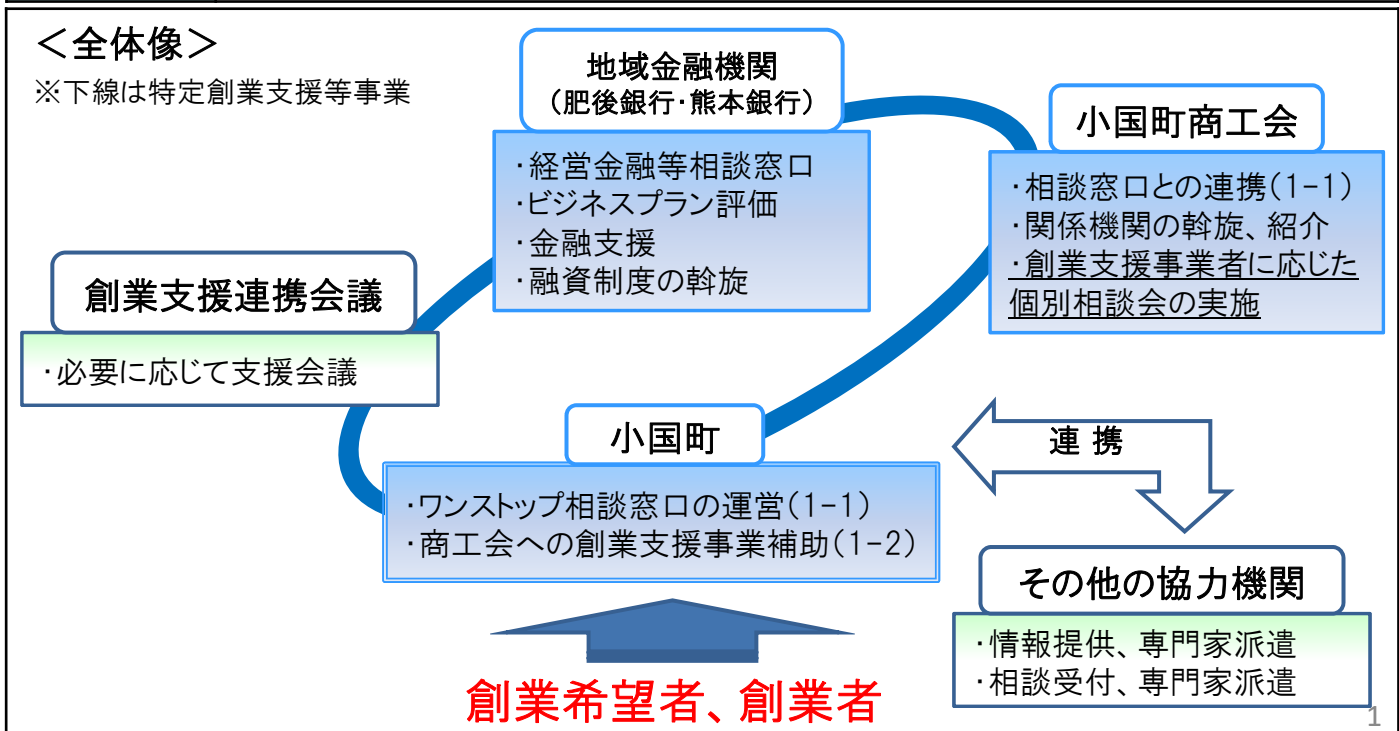 <全体像>
※下線は特定創業支援等事業
地域金融機関
(肥後銀行・熊本銀行)
・経営金融等相談窓口
・ビジネスプラン評価
・金融支援
・融資制度の斡旋
小国町商工会
・相談窓口との連携(1-1)
・関係機関の斡旋、紹介
・創業支援事業者に応じた
個別相談会の実施
創業支援連携会議
・必要に応じて支援会議
小国町
・ワンストップ相談窓口の運営(1-1)
・商工会への創業支援事業補助(1-2)
連 携
その他の協力機関
・情報提供、専門家派遣
・相談受付、専門家派遣
創業希望者、創業者
1